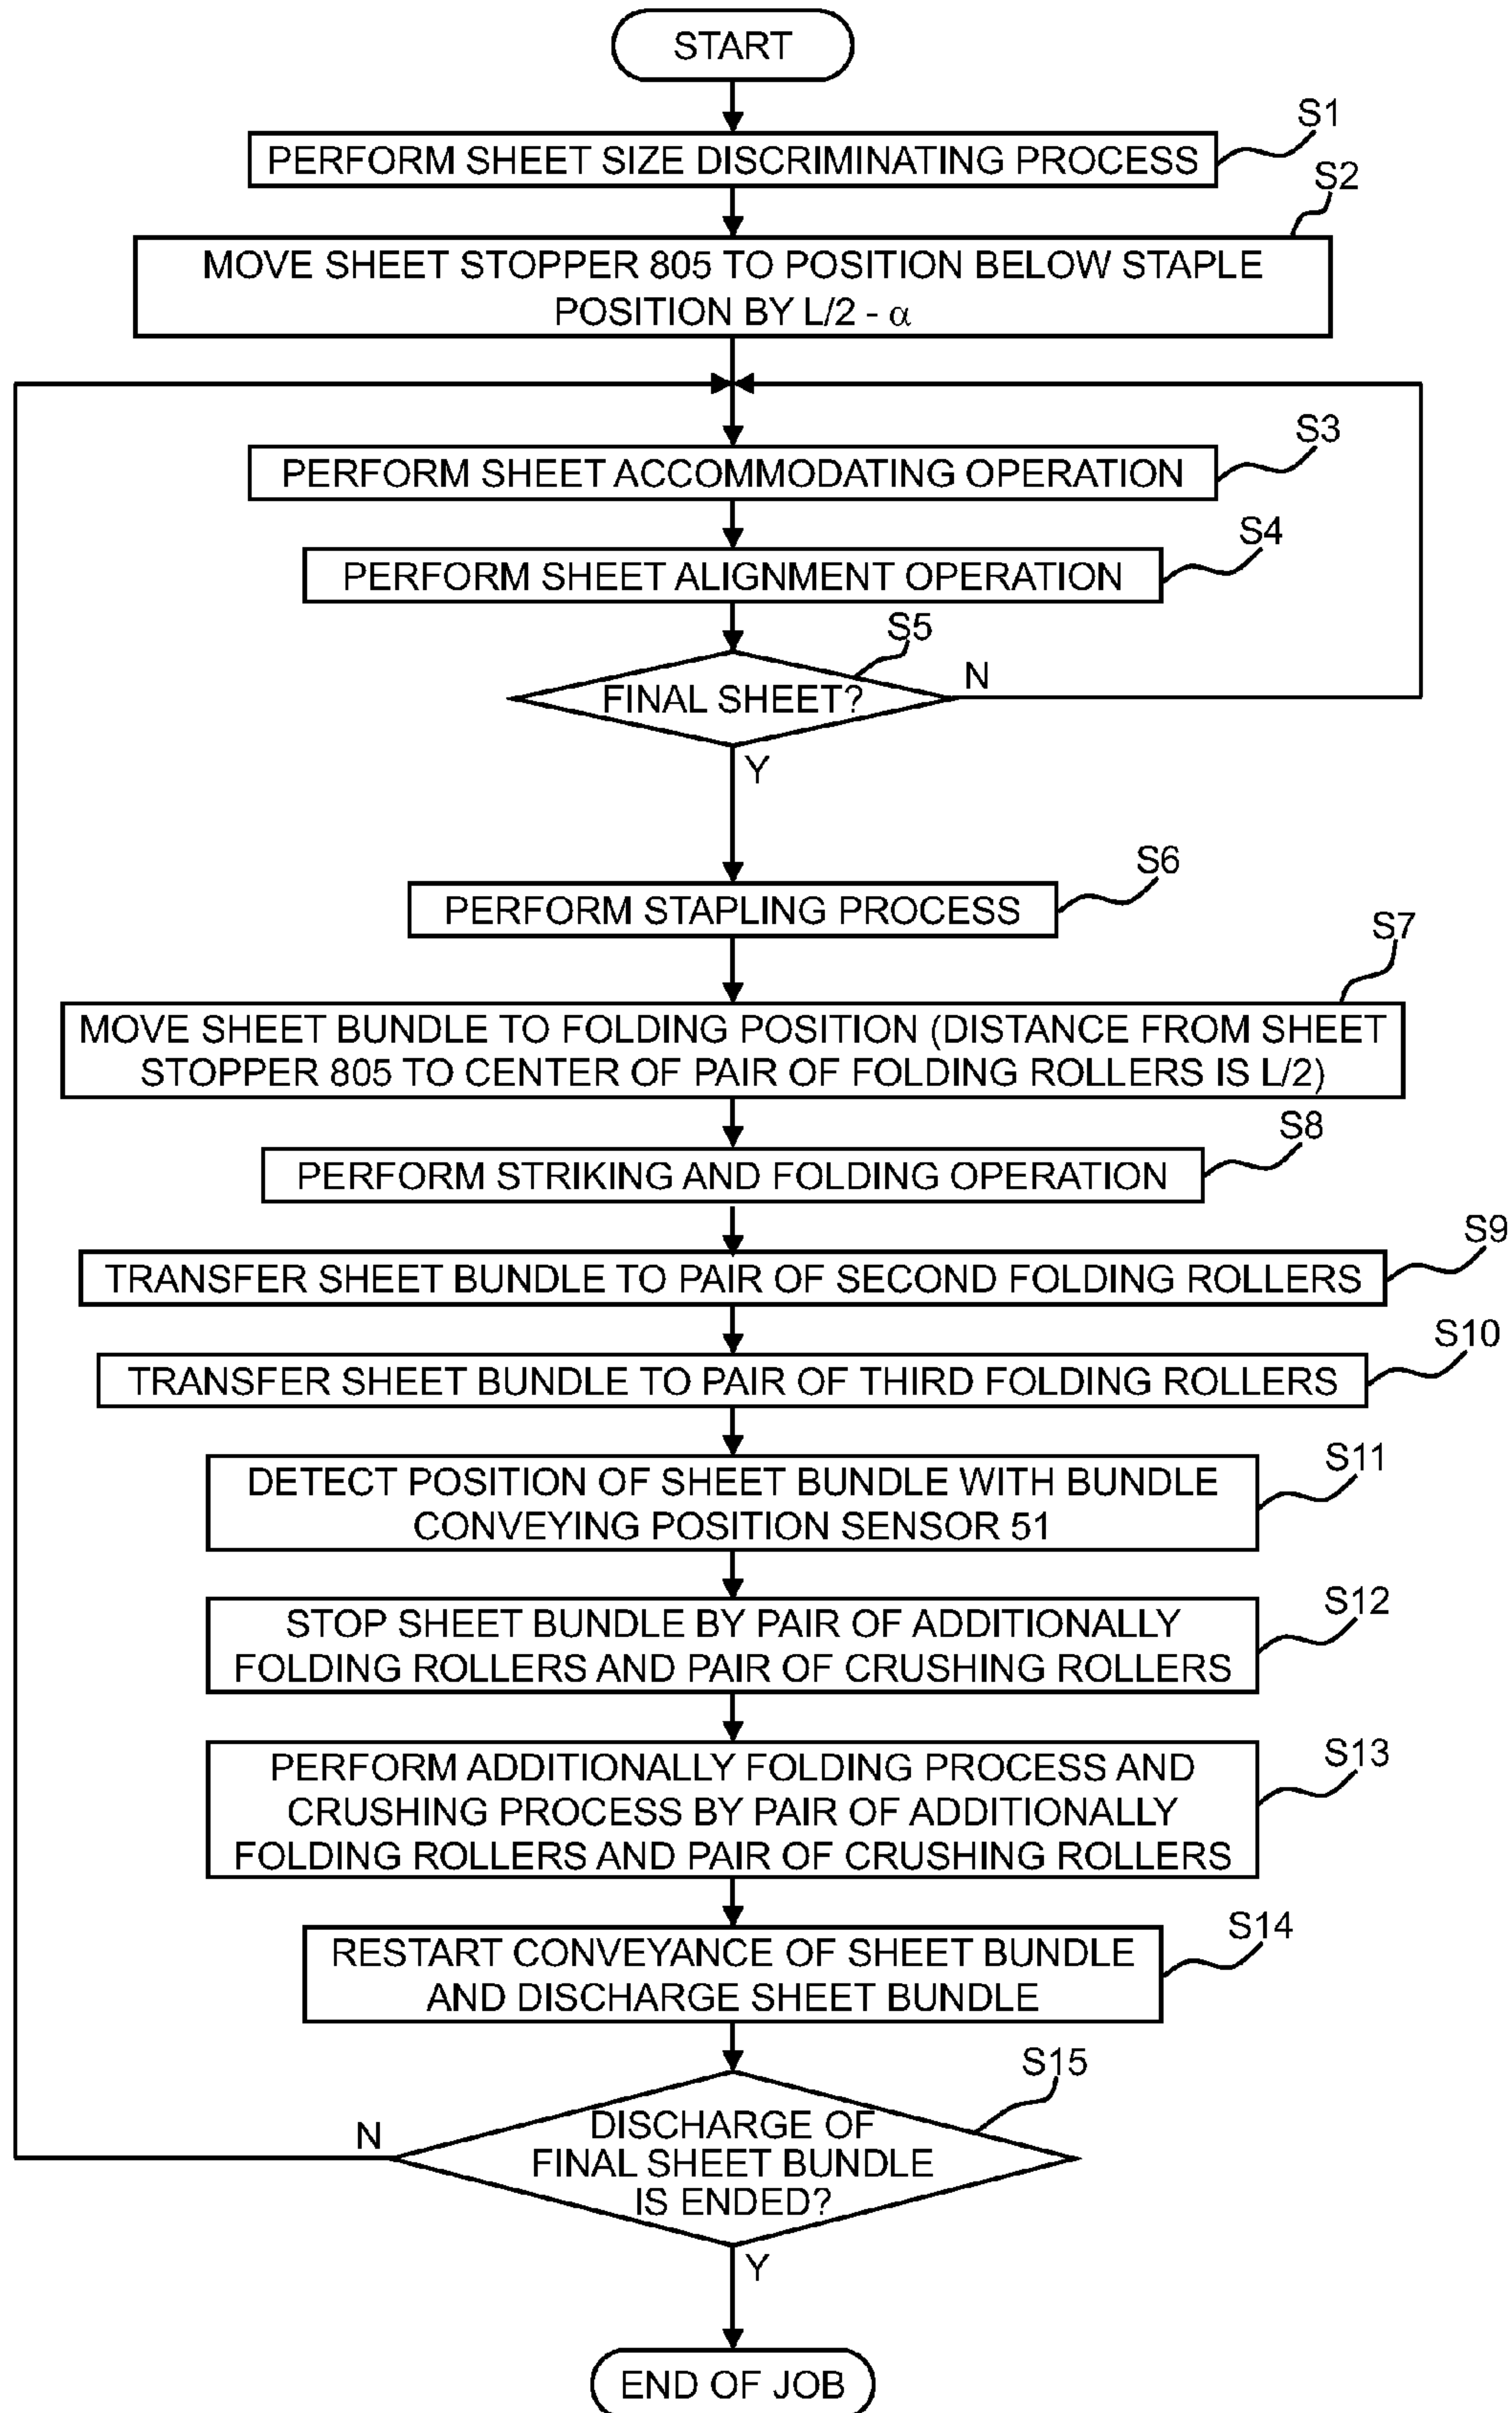 START
S1
PERFORM SHEET SIZE DISCRIMINATING PROCESS
S2
MOVE SHEET STOPPER 805 TO POSITION BELOW STAPLE
POSITION BY L/2 - α
S3
PERFORM SHEET ACCOMMODATING OPERATION
S4
PERFORM SHEET ALIGNMENT OPERATION
S5
FINAL SHEET?
N
Y
S6
PERFORM STAPLING PROCESS
S7
MOVE SHEET BUNDLE TO FOLDING POSITION (DISTANCE FROM SHEET
STOPPER 805 TO CENTER OF PAIR OF FOLDING ROLLERS IS L/2)
S8
PERFORM STRIKING AND FOLDING OPERATION
S9
TRANSFER SHEET BUNDLE TO PAIR OF SECOND FOLDING ROLLERS
S10
TRANSFER SHEET BUNDLE TO PAIR OF THIRD FOLDING ROLLERS
S11
DETECT POSITION OF SHEET BUNDLE WITH BUNDLE
CONVEYING POSITION SENSOR 51
S12
STOP SHEET BUNDLE BY PAIR OF ADDITIONALLY
FOLDING ROLLERS AND PAIR OF CRUSHING ROLLERS
S13
PERFORM ADDITIONALLY FOLDING PROCESS AND
CRUSHING PROCESS BY PAIR OF ADDITIONALLY
FOLDING ROLLERS AND PAIR OF CRUSHING ROLLERS
S14
RESTART CONVEYANCE OF SHEET BUNDLE
AND DISCHARGE SHEET BUNDLE
S15
N
DISCHARGE OF
FINAL SHEET BUNDLE
IS ENDED?
Y
END OF JOB